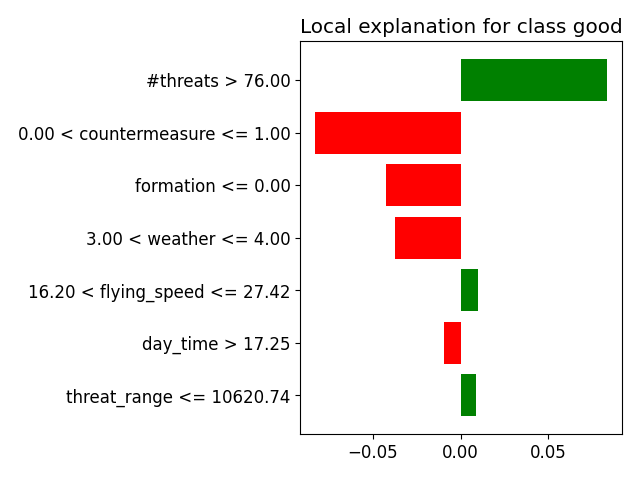 Local explanation for class good
#threats > 76.00
0.00 < countermeasure <= 1.00
formation <= 0.00
3.00 < weather <= 4.00
16.20 < flying_speed <= 27.42
day_time > 17.25
threat_range <= 10620.74
−0.05 0.00 0.05